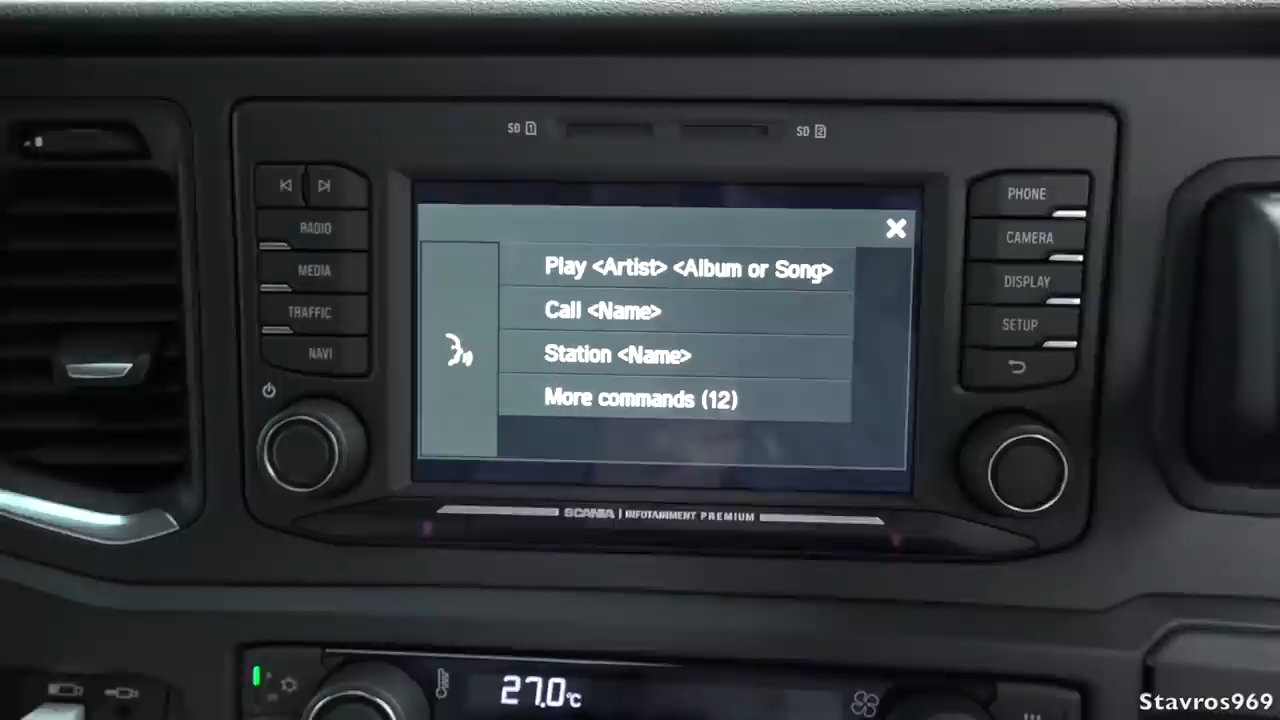 SD 1
SD 2
RADIO
MEDIA
TRAFFIC
NAVI
Play <Artist> <Album or Song>
Call <Name>
Station <Name>
More commands (12)
PHONE
CAMERA
DISPLAY
SETUP
SCANIA | INFOTAINMENT PREMIUM
27.0°C
Stavros969